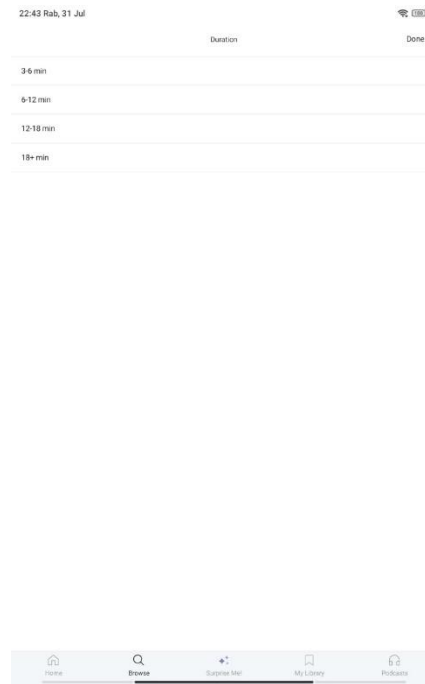 22:43 Rab, 31 Jul 100
Duration Done
3-6 min
6-12 min
12-18 min
18+ min
Home Browse Surprise Me! My Library Podcasts